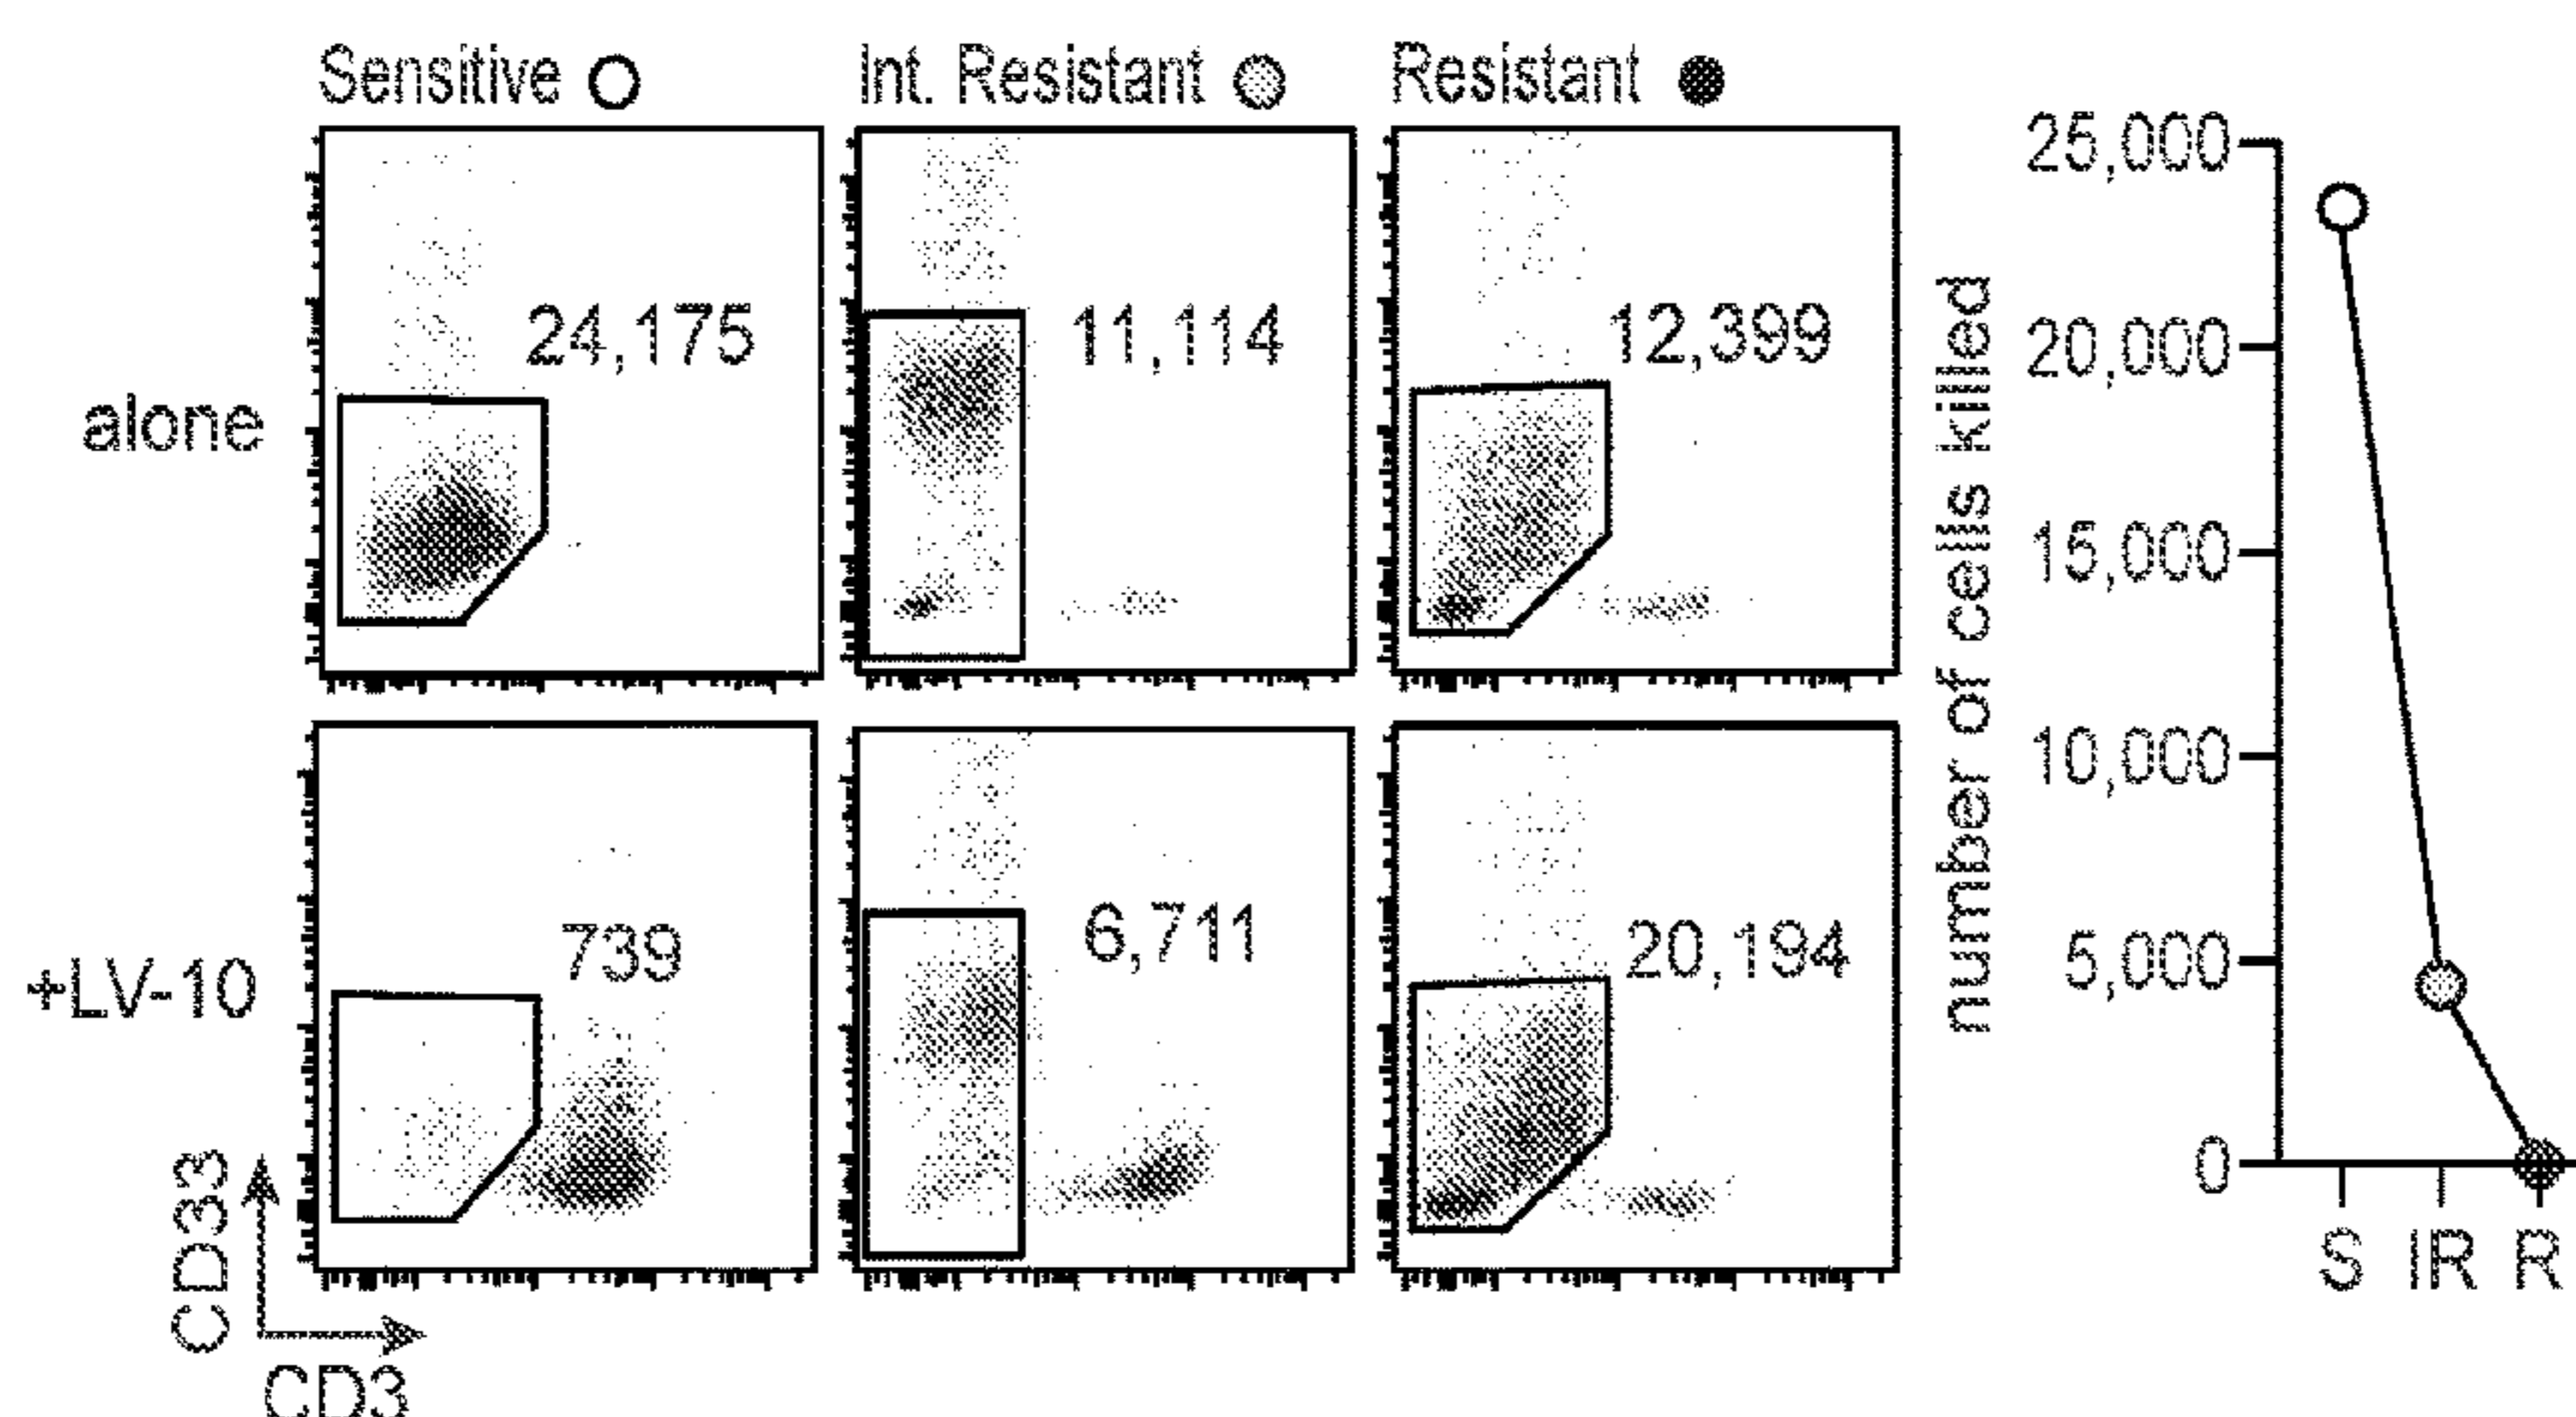 Sensitive
Int. Resistant
Resistant
alone
24,175
11,114
12,399
+LV-10
739
6,711
20,194
CD33
CD3
number of cells killed
25,000
20,000
15,000
10,000
5,000
0
S IR R